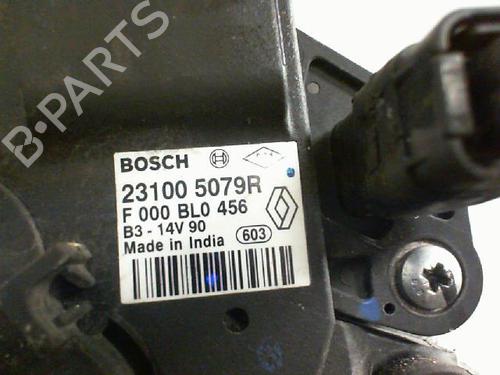 B-PARTS
BOSCH
23100 5079R
F 000 BL0 456
B3 - 14V 90
Made in India 603